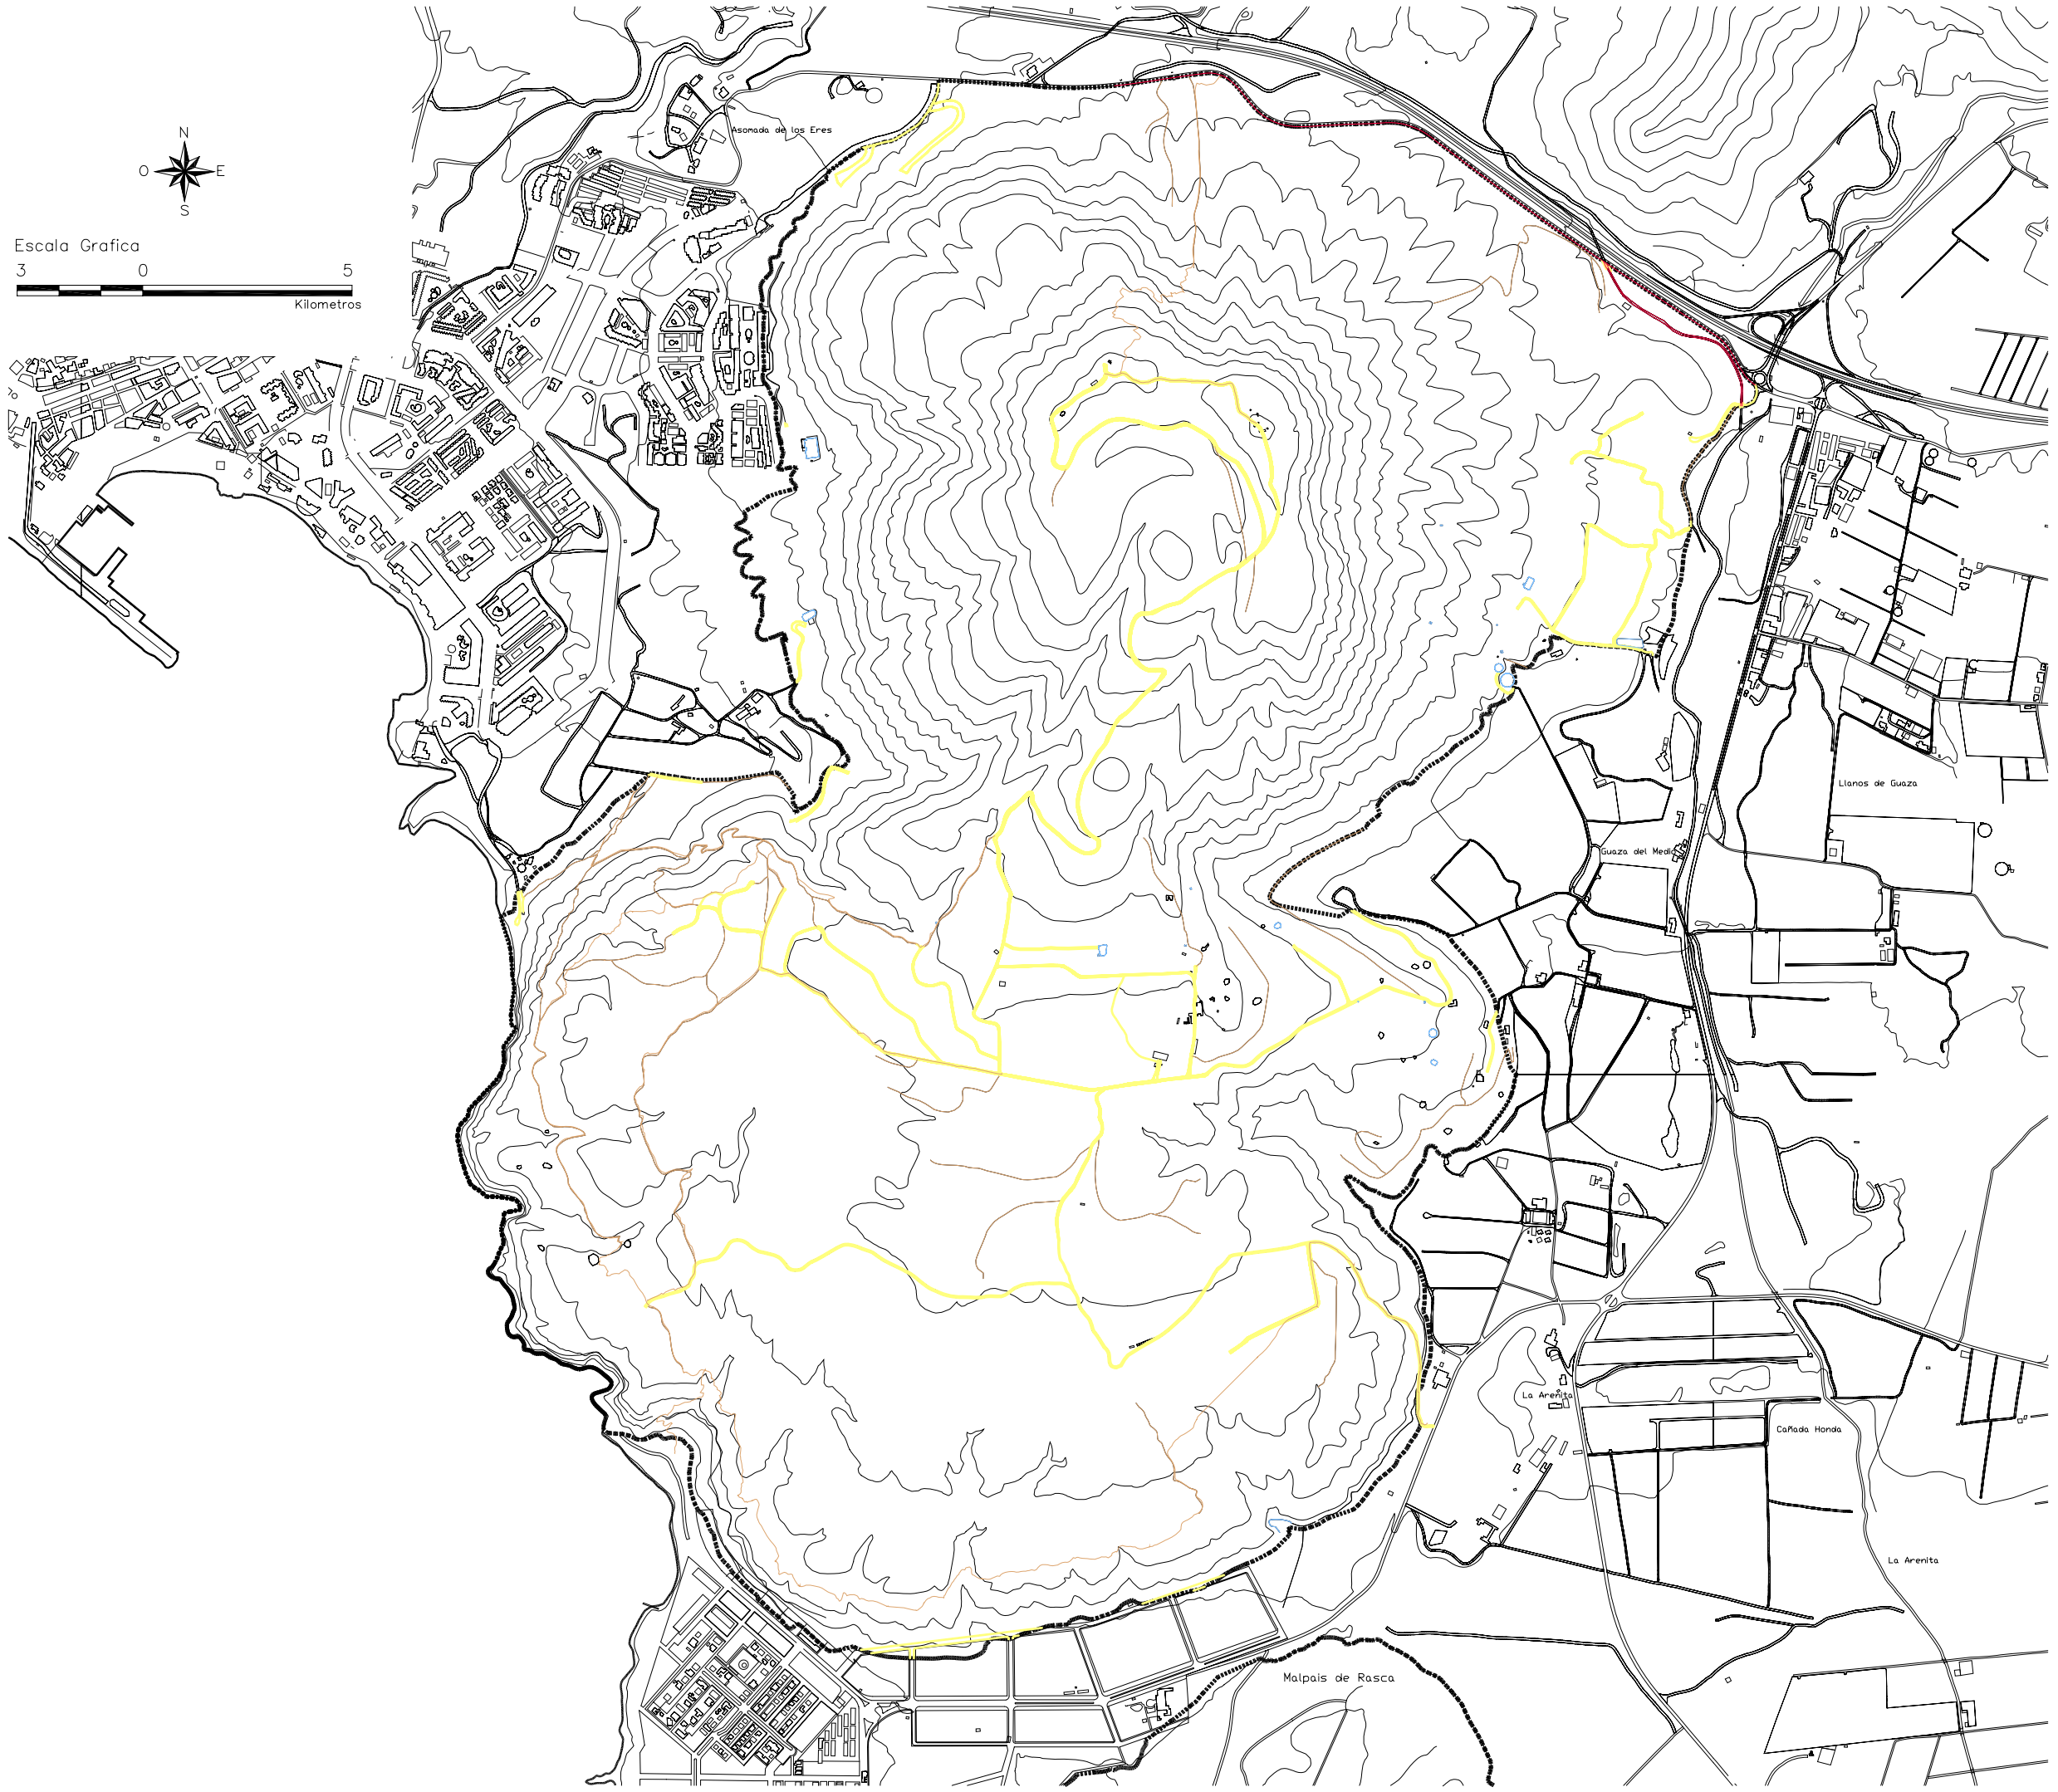 N
O E
S
Escala Grafica
3 0 5
Kilometros
Asomada de los Eres
Llanos de Guaza
Guaza del Medio
La Arenita
Cañada Honda
La Arenita
Malpais de Rasca